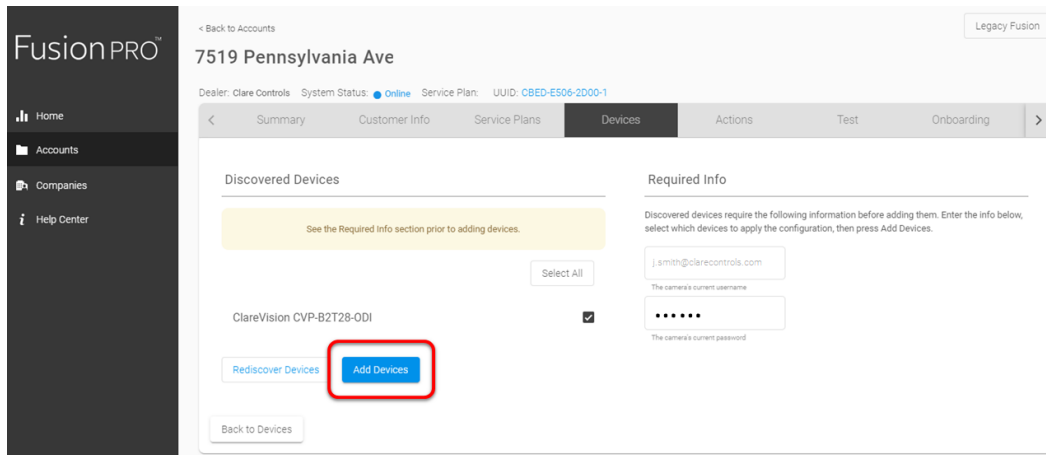 FusionPRO™
Home
Accounts
Companies
Help Center
< Back to Accounts
Legacy Fusion
7519 Pennsylvania Ave
Dealer: Clare Controls System Status: Online Service Plan: UUID: CBED-E506-2D00-1
< Summary Customer Info Service Plans Devices Actions Test Onboarding >
Discovered Devices
See the Required Info section prior to adding devices.
Select All
ClareVision CVP-B2T28-ODI
Rediscover Devices Add Devices
Back to Devices
Required Info
Discovered devices require the following information before adding them. Enter the info below,
select which devices to apply the configuration, then press Add Devices.
j.smith@clarecontrols.com
The camera's current username
••••••
The camera's current password